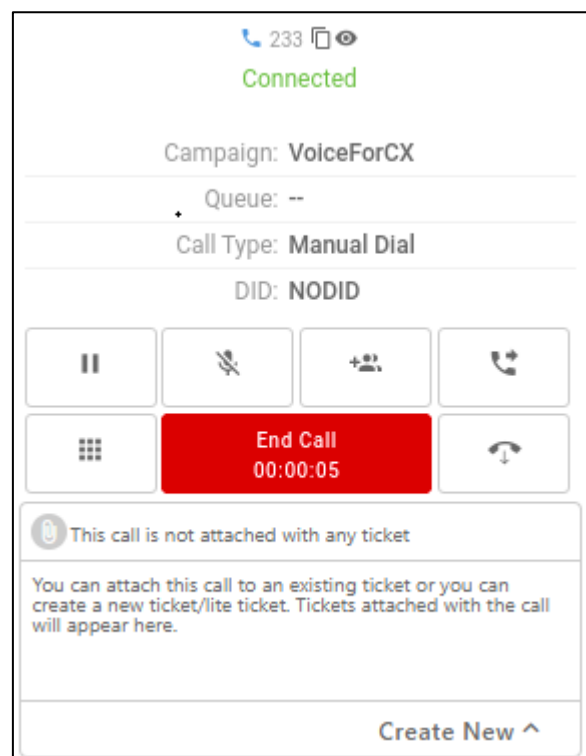 233
Connected
Campaign: VoiceForCX
Queue: --
Call Type: Manual Dial
DID: NODID
End Call
00:00:05
This call is not attached with any ticket
You can attach this call to an existing ticket or you can
create a new ticket/lite ticket. Tickets attached with the call
will appear here.
Create New